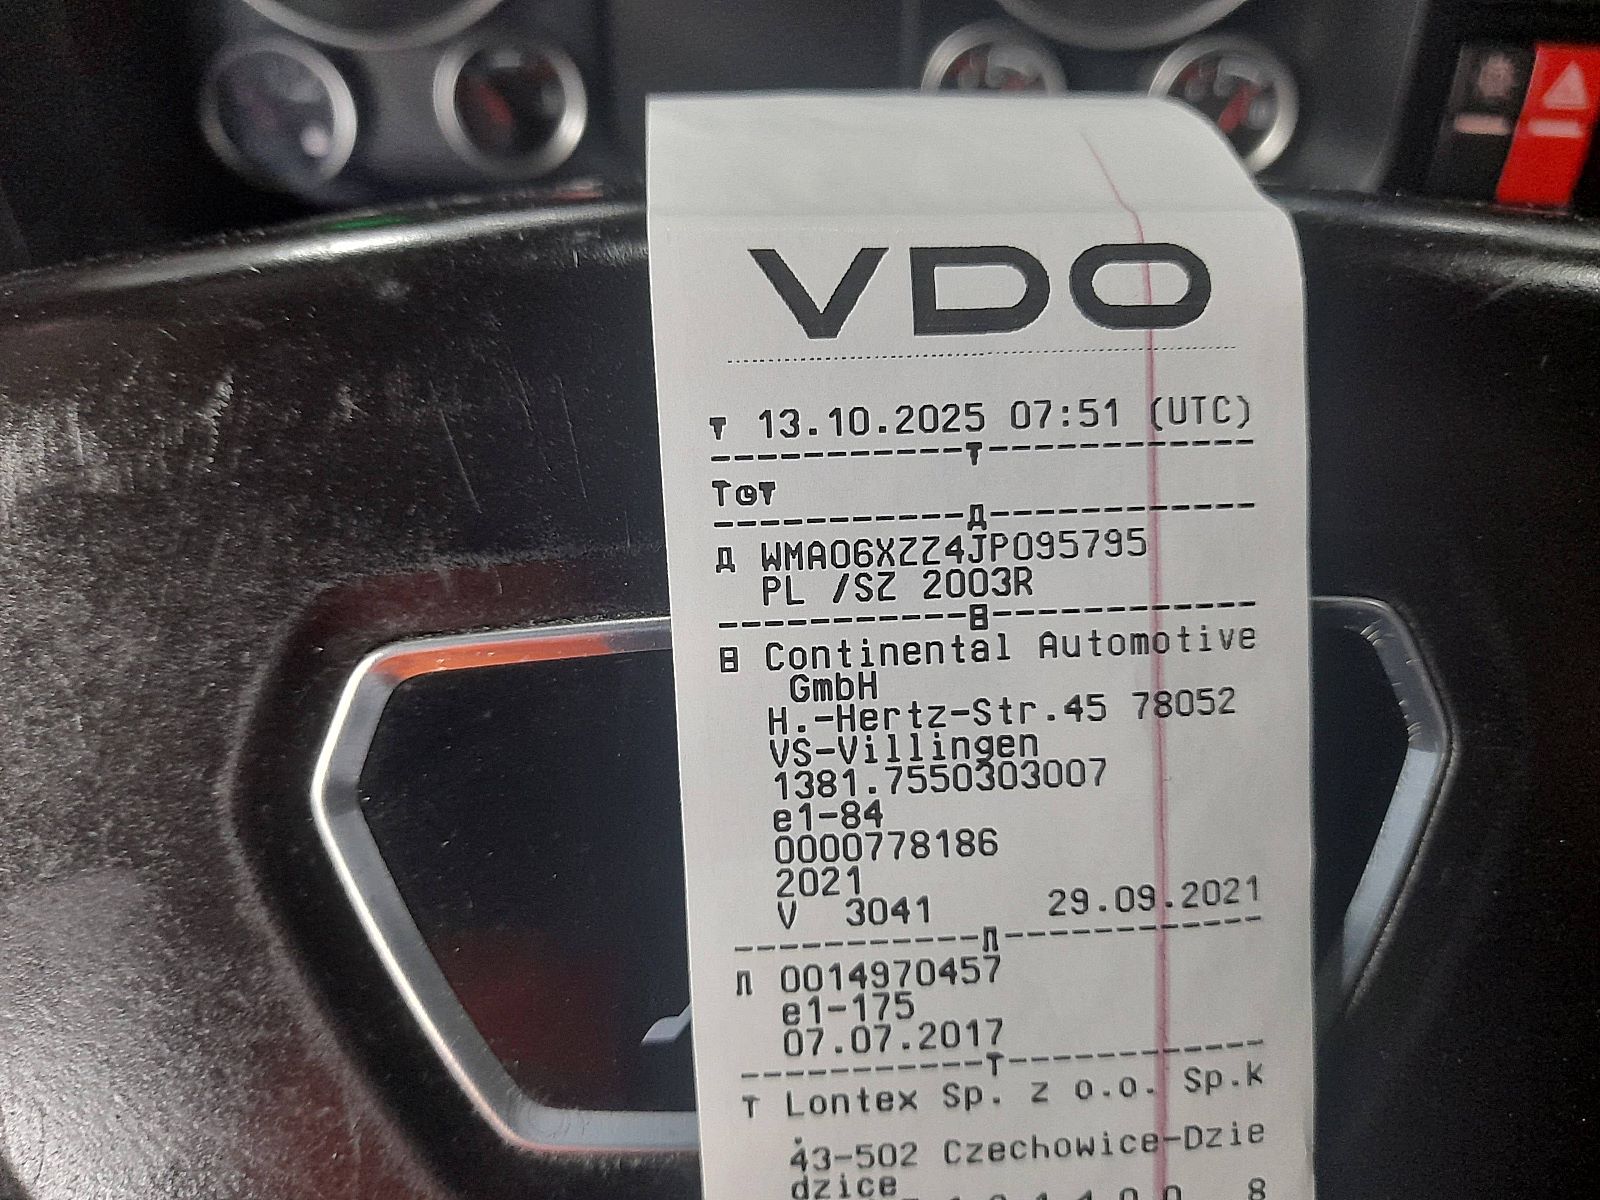 VDO
13.10.2025 07:51 (UTC)
WMA06XZZ4JP095795
PL /SZ 2003R
Continental Automotive
GmbH
H.-Hertz-Str.45 78052
VS-Villingen
1381.7550303007
e1-84
0000778186
2021
V 3041 29.09.2021
0014970457
e1-175
07.07.2017
T Lontex Sp. z o.o. Sp.k
.
43-502 Czechowice-Dzie
dzice